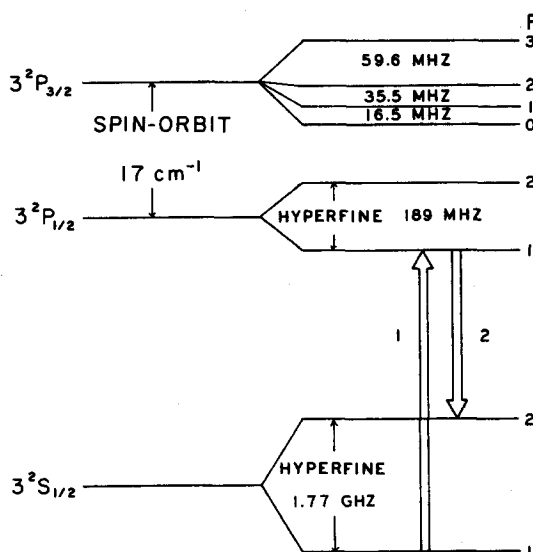 F
3
59.6 MHZ
3²P₃/₂
2
35.5 MHZ
1
16.5 MHZ
0
SPIN-ORBIT
17 cm⁻¹
2
3²P₁/₂
HYPERFINE 189 MHZ
1
1
2
2
HYPERFINE
3²S₁/₂
1.77 GHZ
1